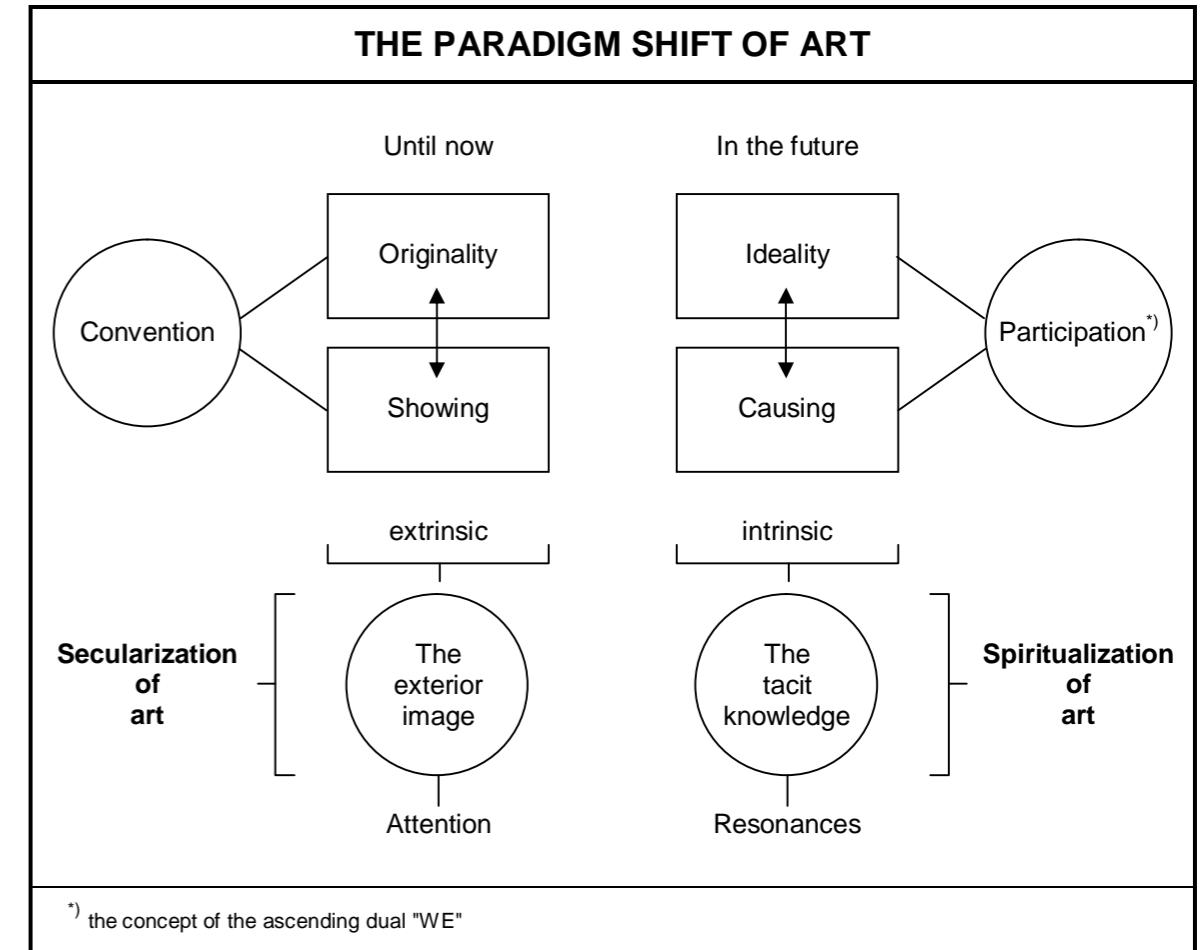 THE PARADIGM SHIFT OF ART
Until now
In the future
Originality
Ideality
Convention
Participation*)
Showing
Causing
extrinsic
intrinsic
Secularization
of
art
The
exterior
image
The
tacit
knowledge
Spiritualization
of
art
Attention
Resonances
*) the concept of the ascending dual "WE"